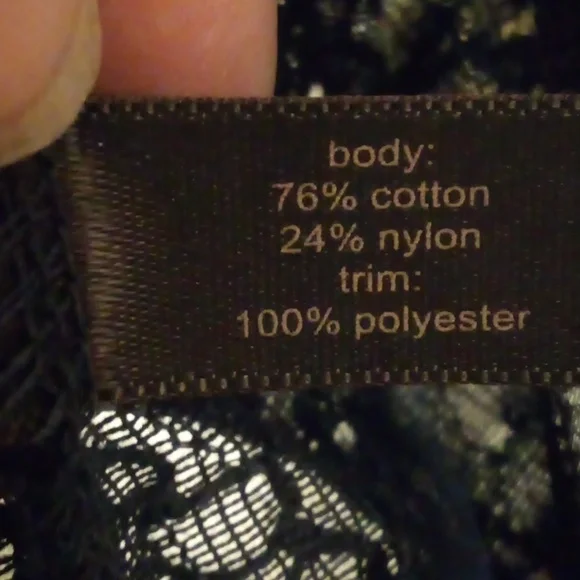 body:
76% cotton
24% nylon
trim:
100% polyester